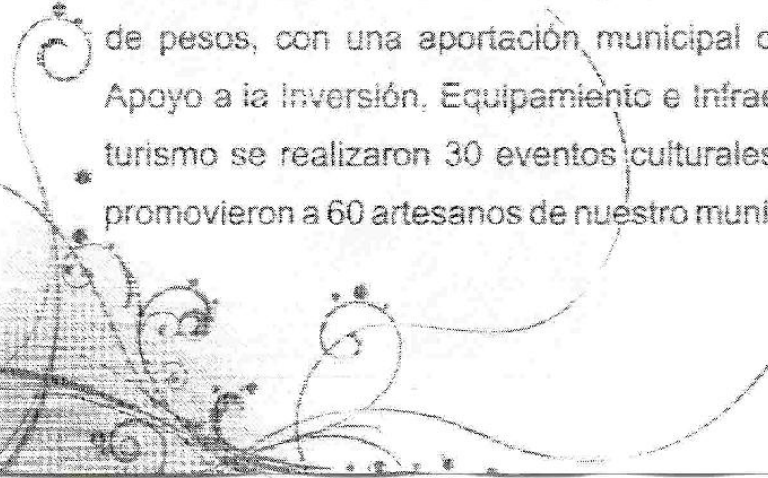 de pesos, con una aportación municipal
Apoyo a la Inversión, Equipamiento e
turismo se realizaron 30 eventos culturales
promovieron a 60 artesanos de nuestro